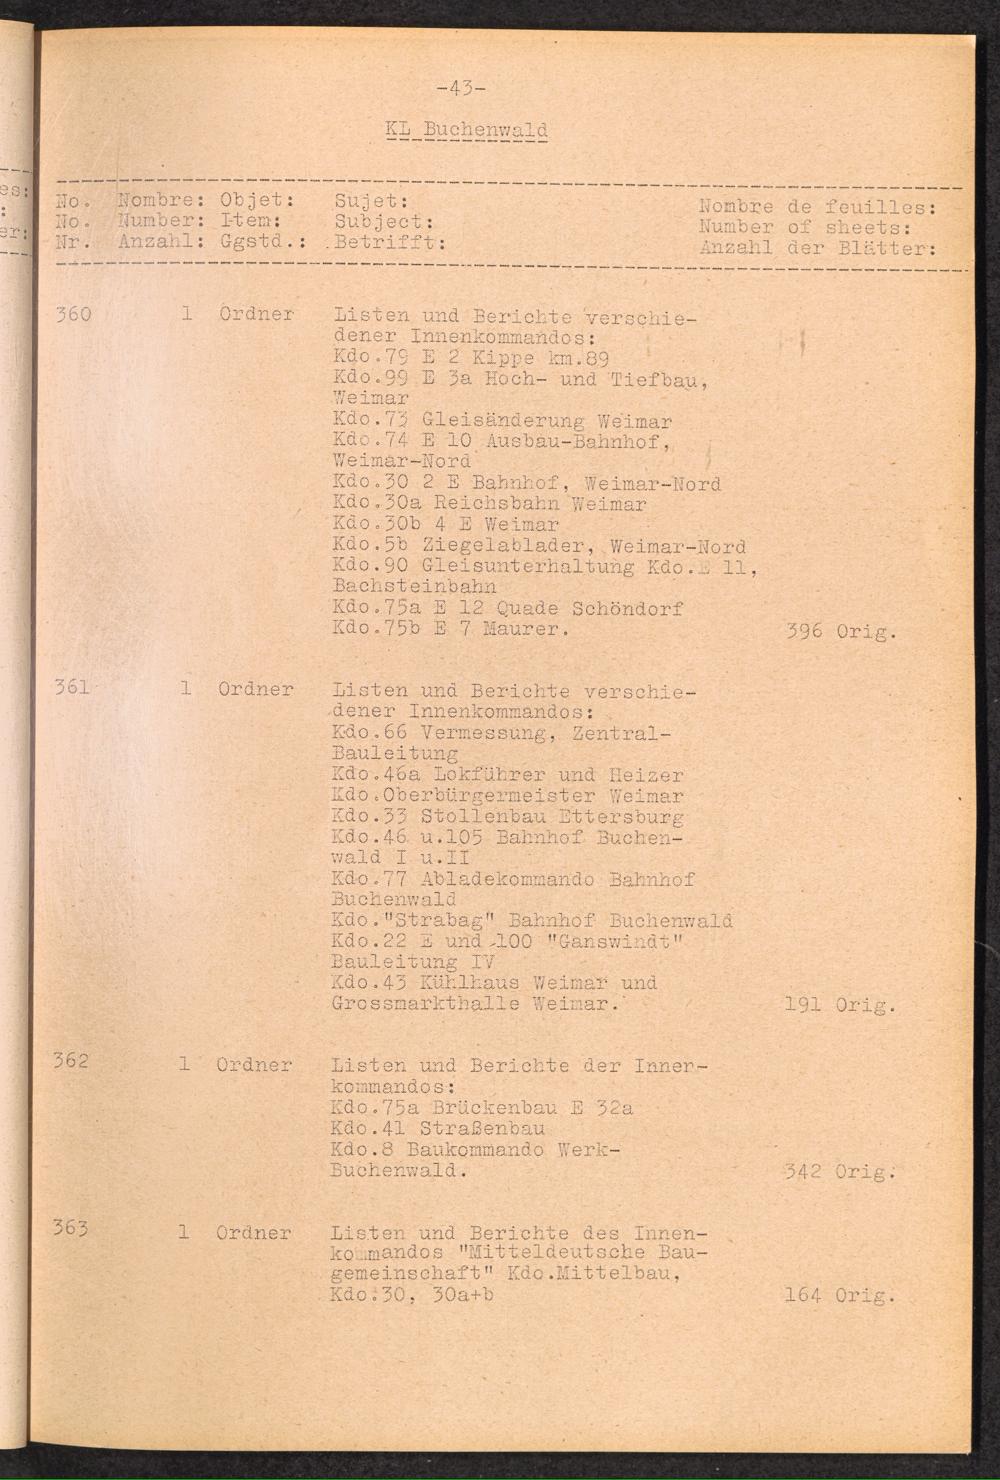 -43-
KL Buchenwald
No. Nombre: Objet: Sujet: Nombre de feuilles:
No. Number: Item: Subject: Number of sheets:
Nr. Anzahl: Ggstd.: Betrifft: Anzahl der Blätter:
360 1 Ordner Listen und Berichte verschie-
dener Innenkommandos:
Kdo.79 E 2 Kippe km.89
Kdo.99 E 3a Hoch- und Tiefbau,
Weimar
Kdo.73 Gleisänderung Weimar
Kdo.74 E 10 Ausbau-Bahnhof,
Weimar-Nord
Kdo.30 2 E Bahnhof, Weimar-Nord
Kdo.30a Reichsbahn Weimar
Kdo.30b 4 E Weimar
Kdo.5b Ziegelablader, Weimar-Nord
Kdo.90 Gleisunterhaltung Kdo.E 11,
Bachsteinbahn
Kdo.75a E 12 Quade Schöndorf
Kdo.75b E 7 Maurer. 396 Orig.
361 1 Ordner Listen und Berichte verschie-
dener Innenkommandos:
Kdo.66 Vermessung, Zentral-
Bauleitung
Kdo.46a Lokführer und Heizer
Kdo.Oberbürgermeister Weimar
Kdo.33 Stollenbau Ettersburg
Kdo.46 u.105 Bahnhof Buchen-
wald I u.II
Kdo.77 Abladekommando Bahnhof
Buchenwald
Kdo."Strabag" Bahnhof Buchenwald
Kdo.22 E und 100 "Ganswindt"
Bauleitung IV
Kdo.43 Kühlhaus Weimar und
Grossmarkthalle Weimar. 191 Orig.
362 1 Ordner Listen und Berichte der Innen-
kommandos:
Kdo.75a Brückenbau E 32a
Kdo.41 Straßenbau
Kdo.8 Baukommando Werk-
Buchenwald. 342 Orig.
363 1 Ordner Listen und Berichte des Innen-
kommandos "Mitteldeutsche Bau-
gemeinschaft" Kdo.Mittelbau,
Kdo.30, 30a+b 164 Orig.